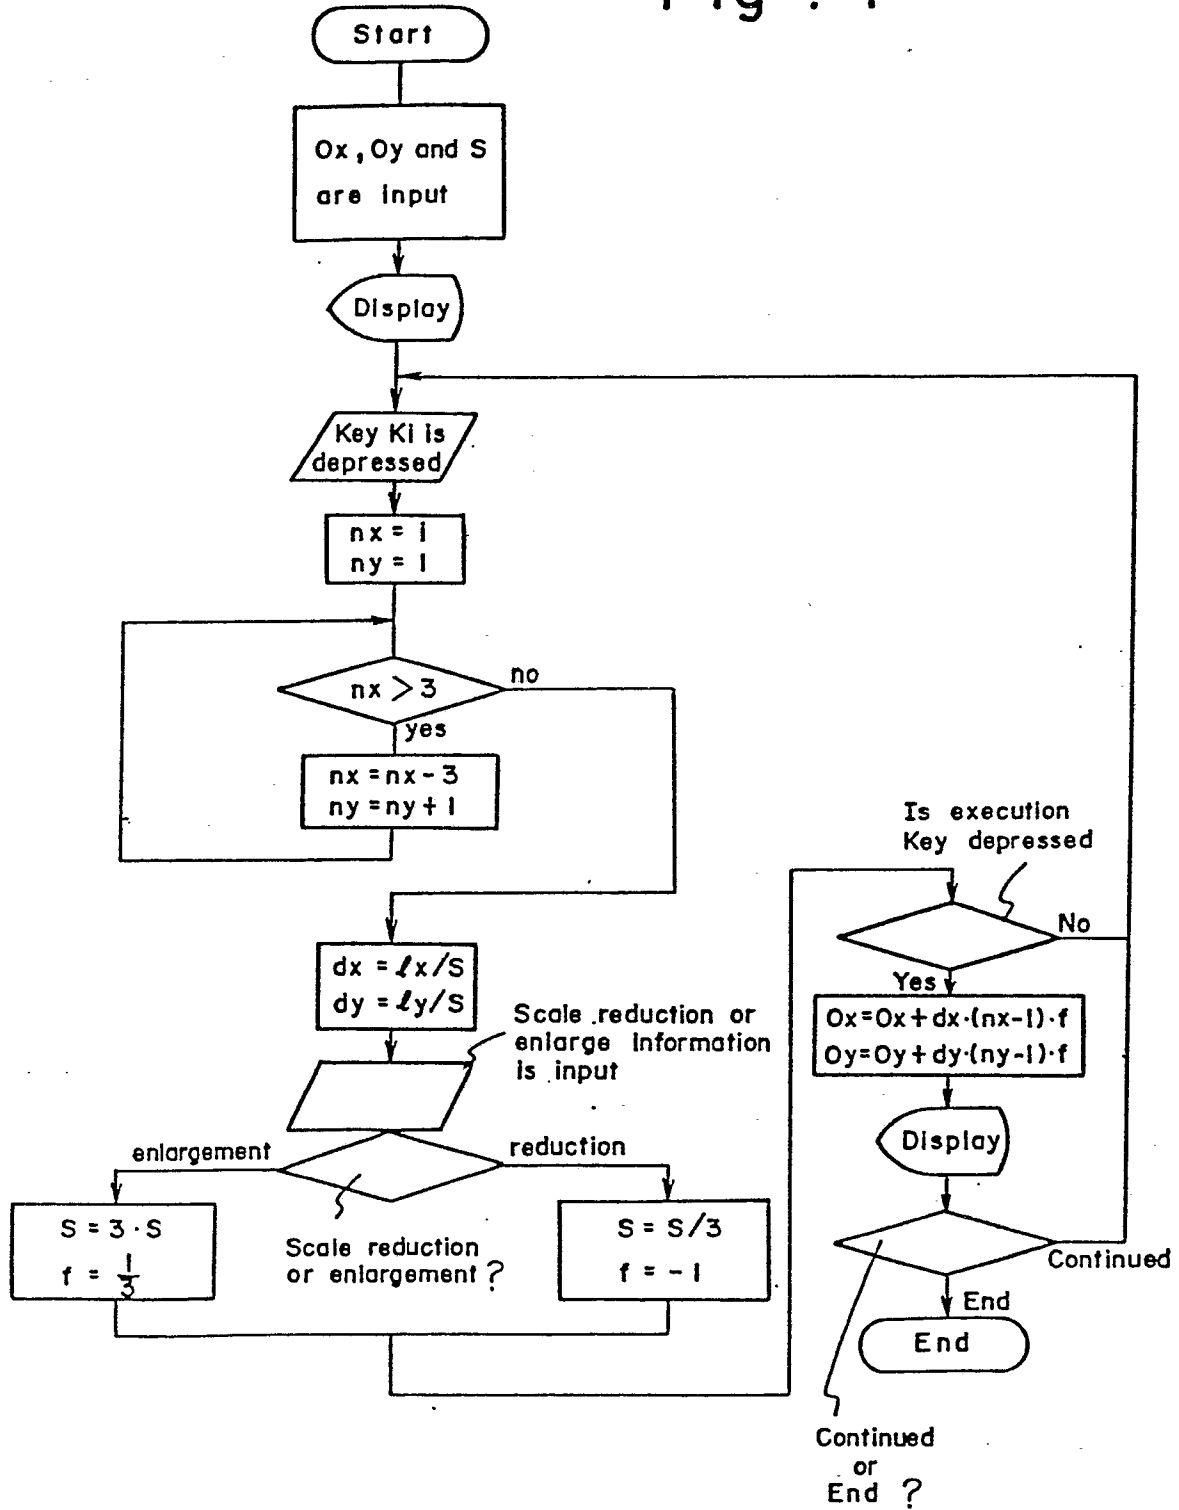 Fig .
Start
Ox, Oy and S
are input
Display
Key Ki is
depressed
nx = i
ny = 1
nx > 3
no
yes
nx = nx - 3
ny = ny + 1
dx = ℓx/S
dy = ℓy/S
Scale reduction or
enlarge information
is input
enlargement
reduction
S = 3 · S
f = 1/3
Scale reduction
or enlargement ?
S = S/3
f = - 1
Is execution
Key depressed
No
Yes
Ox=Ox+dx·(nx-1)·f
Oy=Oy+dy·(ny-1)·f
Display
Continued
End
End
Continued
or
End ?